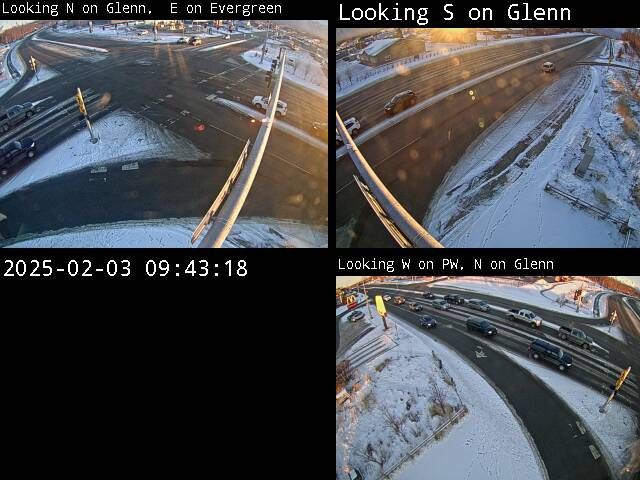 Looking N on Glenn,  E on Evergreen
Looking S on Glenn
2025-02-03 09:43:18
Looking W on PW, N on Glenn